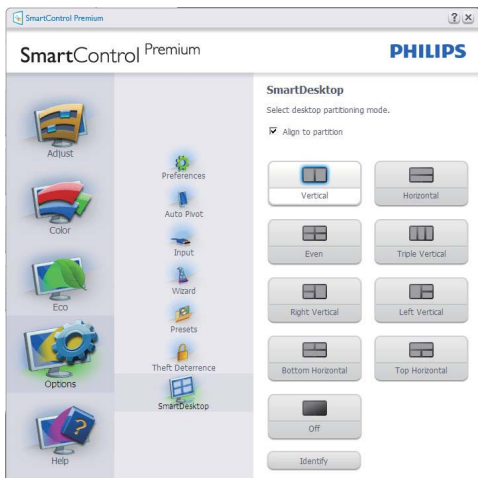 SmartControl Premium
SmartControl Premium
PHILIPS
Adjust
Color
Eco
Options
Help
Preferences
Auto Pivot
Input
Wizard
Presets
Theft Deterrence
SmartDesktop
SmartDesktop
Select desktop partitioning mode.
Align to partition
Vertical
Horizontal
Even
Triple Vertical
Right Vertical
Left Vertical
Bottom Horizontal
Top Horizontal
Off
Identify